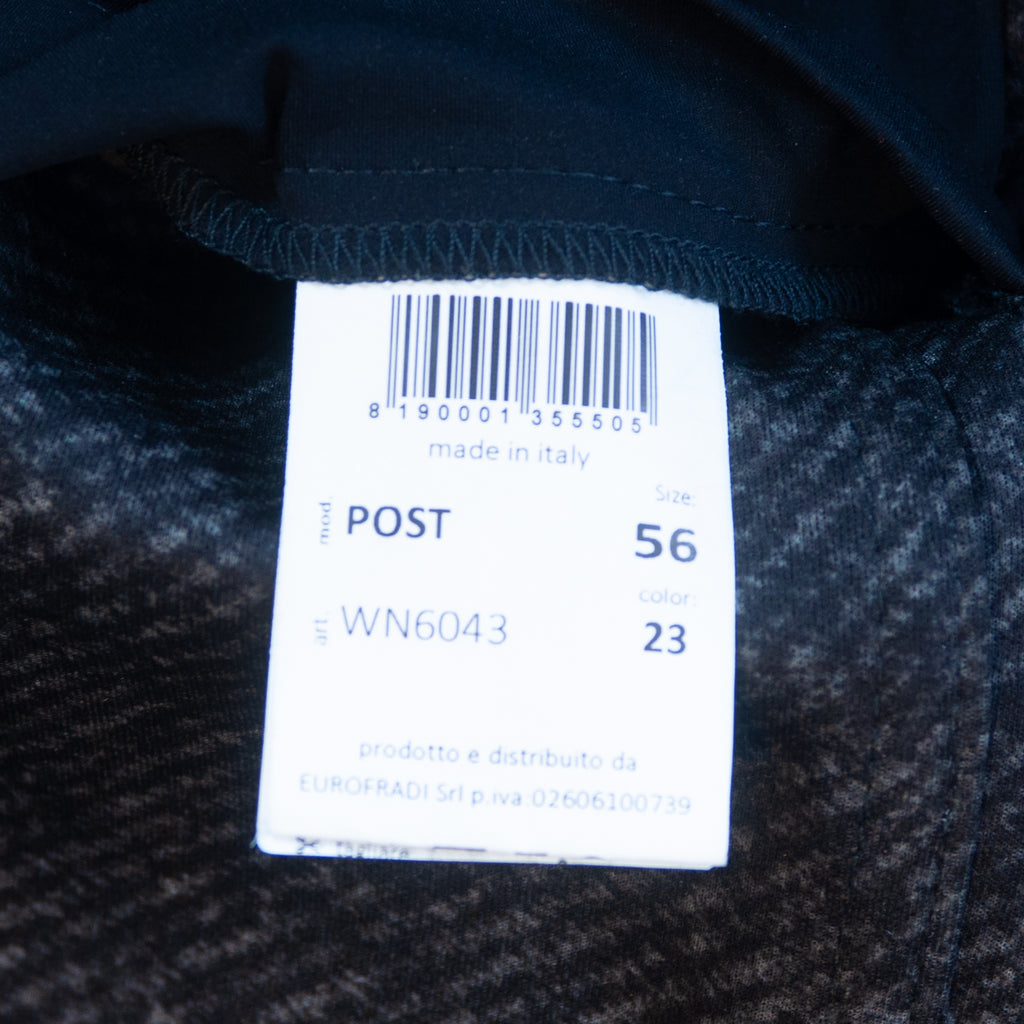 8 190001 355505
made in italy
mod. POST
Size:
56
art. WN6043
color:
23
prodotto e distribuito da
EUROFRADI Srl p.iva:02606100739
tagliare